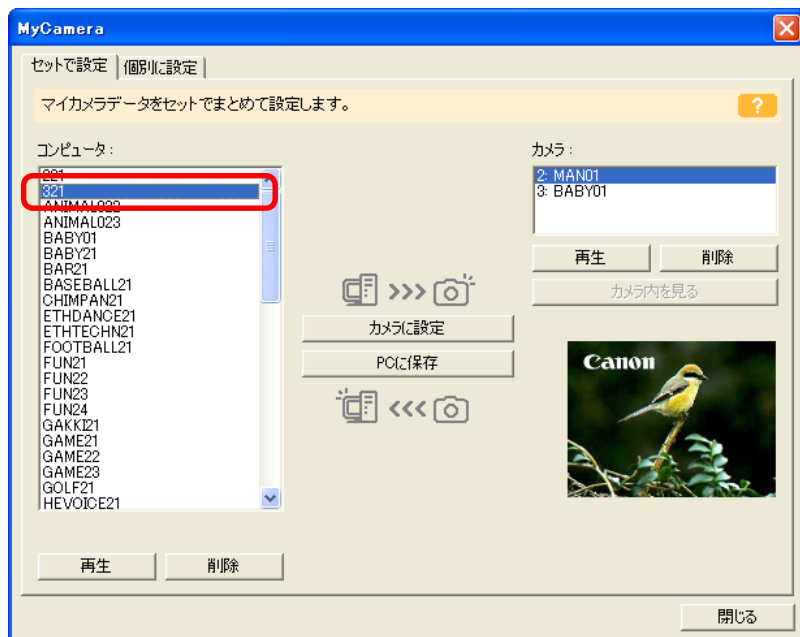 MyCamera
セットで設定
個別に設定
マイカメラデータをセットでまとめて設定します。
?
コンピュータ：
221
321
ANIMAL022
ANIMAL023
BABY01
BABY21
BAR21
BASEBALL21
CHIMPAN21
ETHDANCE21
ETHTECHN21
FOOTBALL21
FUN21
FUN22
FUN23
FUN24
GAKKI21
GAME21
GAME22
GAME23
GOLF21
HEVOICE21
再生
削除
>>>
カメラに設定
PCに保存
<<<
カメラ：
2: MAN01
3: BABY01
再生
削除
カメラ内を見る
Canon
閉じる